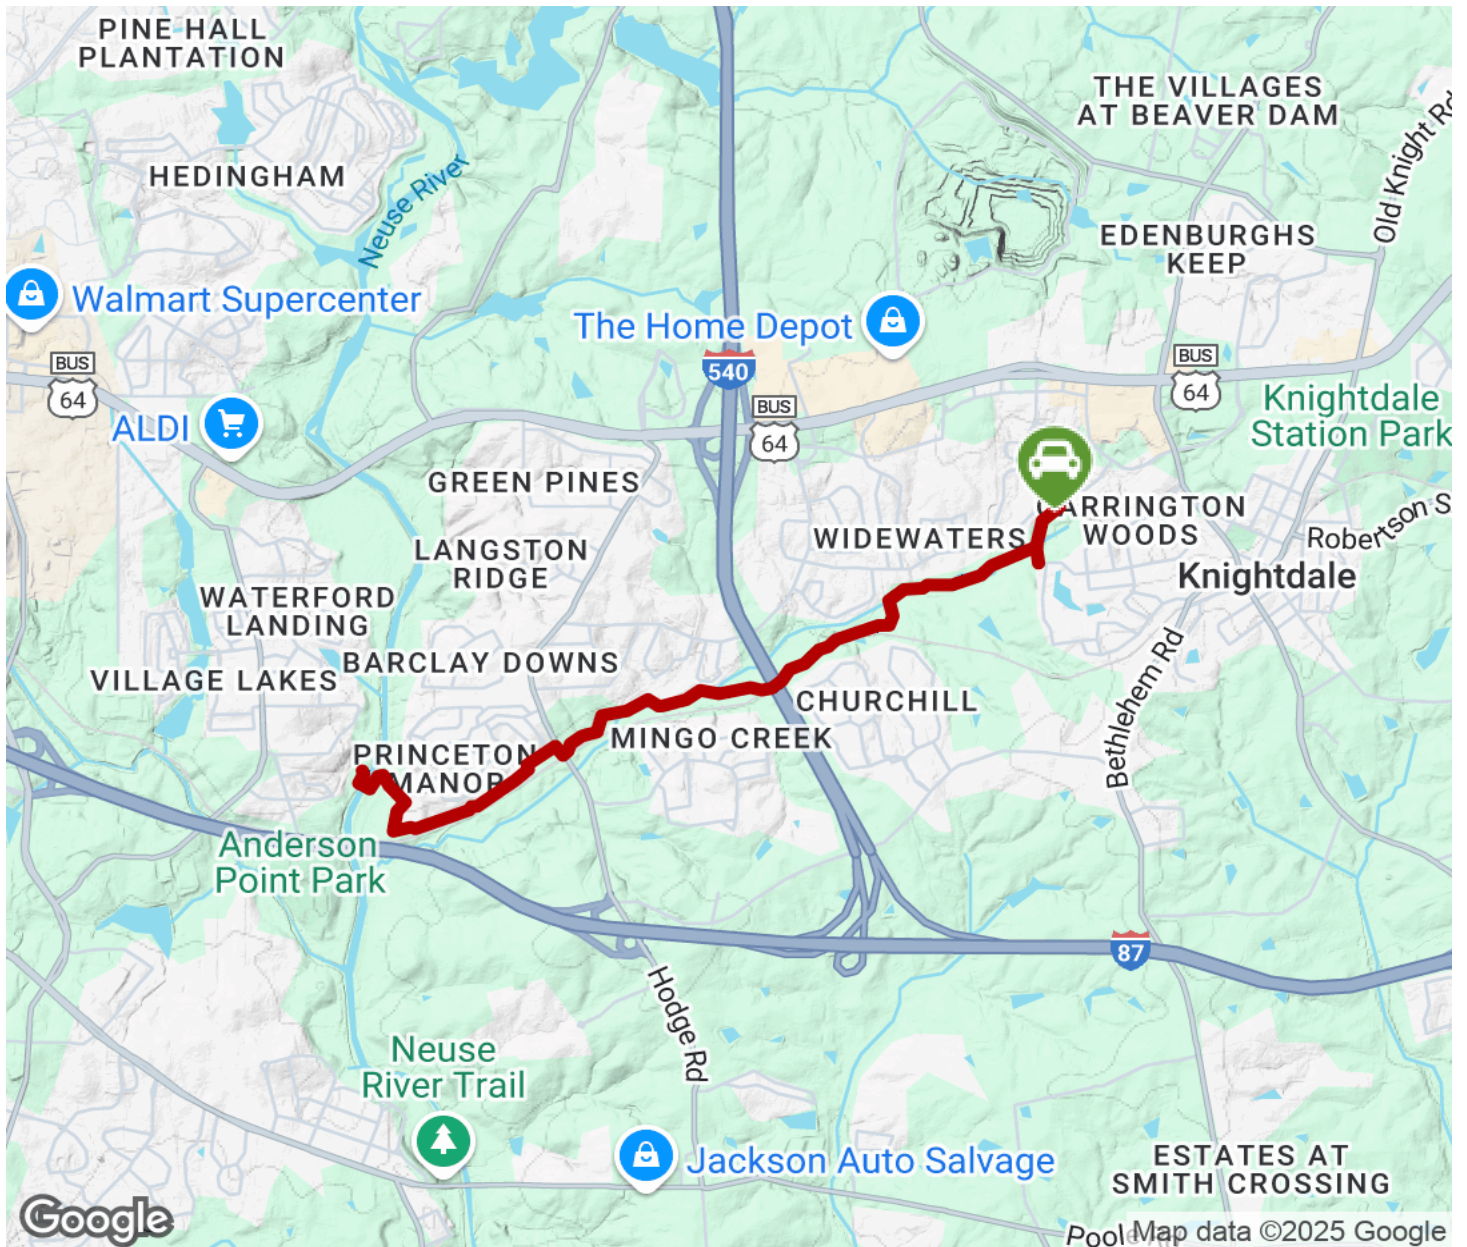 PINE HALL
PLANTATION
THE VILLAGES
AT BEAVER DAM
Old Knight Rd
HEDINGHAM
Neuse River
EDENBURGHS
KEEP
Walmart Supercenter
The Home Depot
BUS
64
540
BUS
64
BUS
64
ALDI
Knightdale
Station Park
GREEN PINES
CARRINGTON
WOODS
WIDEWATERS
Robertson S
LANGSTON
RIDGE
Knightdale
WATERFORD
LANDING
BARCLAY DOWNS
VILLAGE LAKES
Bethlehem Rd
CHURCHILL
MINGO CREEK
PRINCETON
MANOR
Anderson
Point Park
87
Hodge Rd
Neuse
River Trail
Jackson Auto Salvage
ESTATES AT
SMITH CROSSING
Google
Map data ©2025 Google